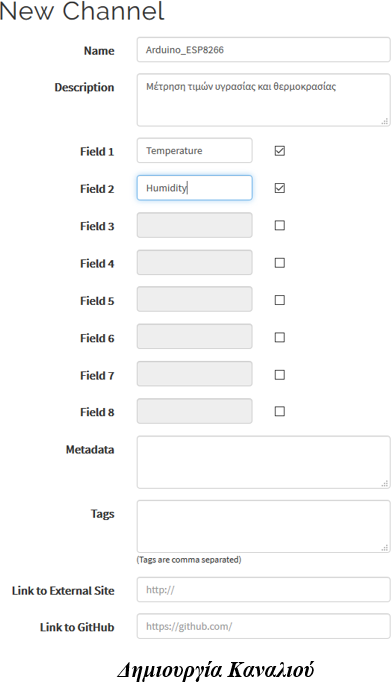 New Channel
Name Arduino_ESP8266
Description Μέτρηση τιμών υγρασίας και θερμοκρασίας
Field 1 Temperature
Field 2 Humidity
Field 3
Field 4
Field 5
Field 6
Field 7
Field 8
Metadata
Tags
(Tags are comma separated)
Link to External Site http://
Link to GitHub https://github.com/
Δημιουργία Καναλιού